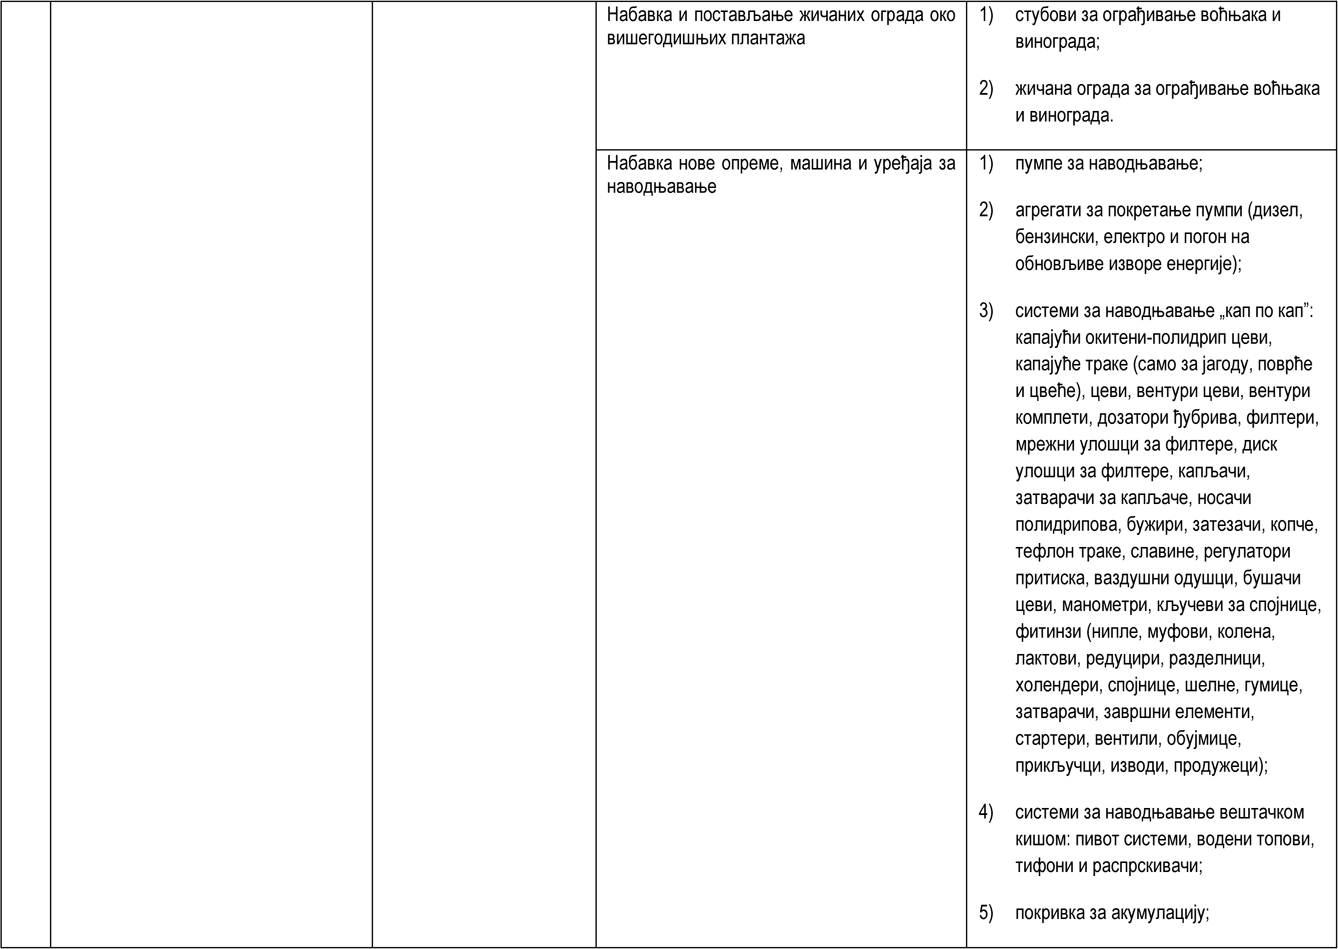 Набавка и постављање жичаних ограда око
вишегодишњих плантажа
1) стубови за ограђивање воћњака и
винограда;
2) жичана ограда за ограђивање воћњака
и винограда.
Набавка нове опреме, машина и уређаја за
наводњавање
1) пумпе за наводњавање;
2) агрегати за покретање пумпи (дизел,
бензински, електро и погон на
обновљиве изворе енергије);
3) системи за наводњавање „кап по кап”:
капајући окитени-полидрип цеви,
капајуће траке (само за јагоду, поврће
и цвеће), цеви, вентури цеви, вентури
комплети, дозатори ђубрива, филтери,
мрежни улошци за филтере, диск
улошци за филтере, капљачи,
затварачи за капљаче, носачи
полидрипова, бужири, затезачи, копче,
тефлон траке, славине, регулатори
притиска, ваздушни одушци, бушачи
цеви, манометри, кључеви за спојнице,
фитинзи (нипле, муфови, колена,
лактови, редуцири, разделници,
холендери, спојнице, шелне, гумице,
затварачи, завршни елементи,
стартери, вентили, обујмице,
прикључци, изводи, продужеци);
4) системи за наводњавање вештачком
кишом: пивот системи, водени топови,
тифони и распрскивачи;
5) покривка за акумулацију;